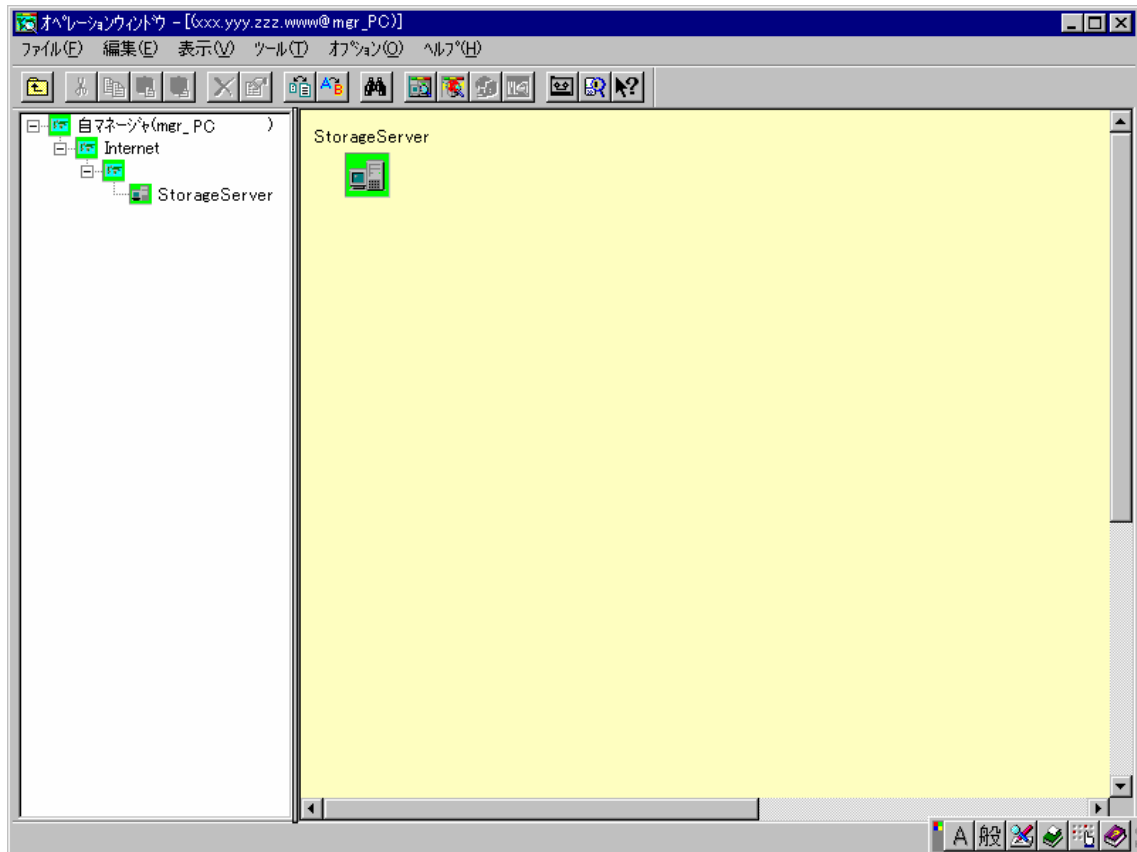 オペレーションウィンドウ - [(xxx.yyy.zzz.www@mgr_PC)]
ファイル(F) 編集(E) 表示(V) ツール(T) オプション(O) ヘルプ(H)
自マネージャ(mgr_PC )
Internet
StorageServer
StorageServer
A 般